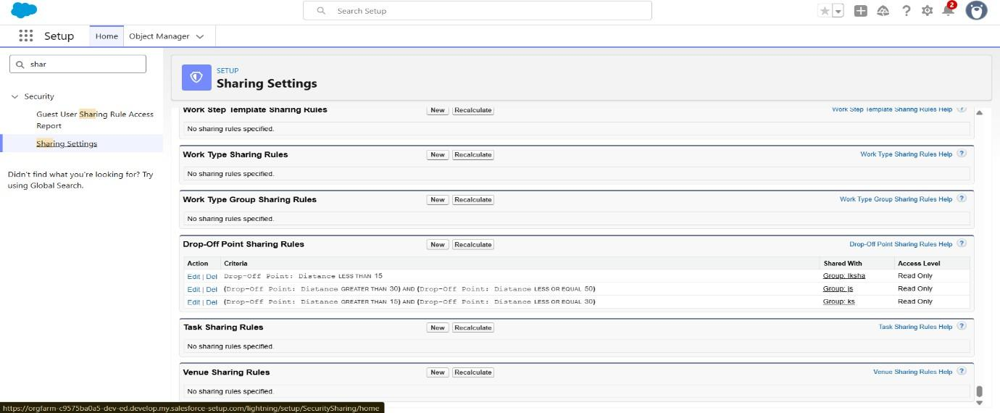 Search Setup
2
Setup
Home
Object Manager
shar
Security
Guest User Sharing Rule Access
Report
Sharing Settings
Didn't find what you're looking for? Try
using Global Search.
SETUP
Sharing Settings
Work Step Template Sharing Rules New Recalculate Work Step Template Sharing Rules Help ?
No sharing rules specified.
Work Type Sharing Rules New Recalculate Work Type Sharing Rules Help ?
No sharing rules specified.
Work Type Group Sharing Rules New Recalculate Work Type Group Sharing Rules Help ?
No sharing rules specified.
Drop-Off Point Sharing Rules New Recalculate Drop-Off Point Sharing Rules Help ?
Action Criteria Shared With Access Level
Edit | Del Drop-Off Point: Distance LESS THAN 15 Group: Iksha Read Only
Edit | Del (Drop-Off Point: Distance GREATER THAN 30) AND (Drop-Off Point: Distance LESS OR EQUAL 50) Group: js Read Only
Edit | Del (Drop-Off Point: Distance GREATER THAN 15) AND (Drop-Off Point: Distance LESS OR EQUAL 30) Group: ks Read Only
Task Sharing Rules New Recalculate Task Sharing Rules Help ?
No sharing rules specified.
Venue Sharing Rules New Recalculate Venue Sharing Rules Help ?
No sharing rules specified.
https://orgfarm-c9575ba0a5-dev-ed.develop.my.salesforce-setup.com/lightning/setup/SecuritySharing/home